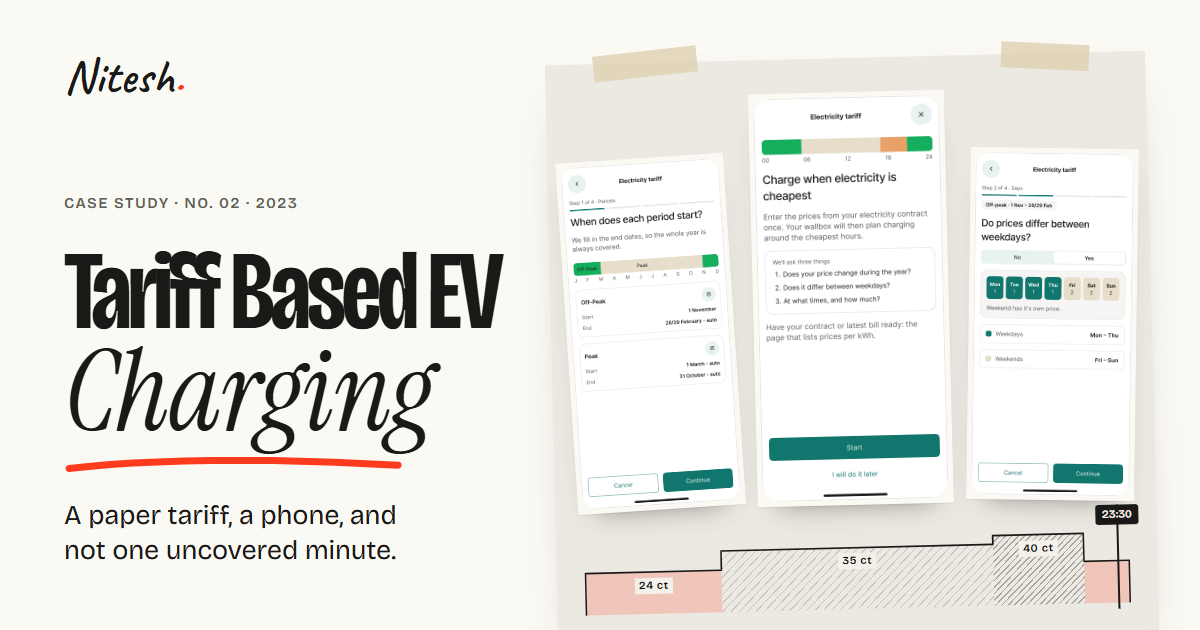 Nitesh.
CASE STUDY · NO. 02 · 2023
Tariff Based EV
Charging
A paper tariff, a phone, and
not one uncovered minute.
Electricity tariff
Step 1 of 4 · Periods
When does each period start?
We fill in the end dates, so the whole year is
always covered.
Off-Peak
Peak
J F M A M J J A S O N D
Off-Peak
Start
1 November
End
28/29 February · auto
Peak
Start
1 March · auto
End
31 October · auto
Cancel
Continue
Electricity tariff
00 06 12 18 24
Charge when electricity is
cheapest
Enter the prices from your electricity contract
once. Your wallbox will then plan charging
around the cheapest hours.
We'll ask three things
1. Does your price change during the year?
2. Does it differ between weekdays?
3. At what times, and how much?
Have your contract or latest bill ready: the
page that lists prices per kWh.
Start
I will do it later
Electricity tariff
Step 2 of 4 · Days
Off-peak · 1 Nov – 28/29 Feb
Do prices differ between
weekdays?
No
Yes
Mon Tue Wed Thu Fri Sat Sun
1 1 1 1 2 2 2
Weekend has it's own price.
Weekdays
Mon – Thu
Weekends
Fri – Sun
Cancel
Continue
23:30
24 ct
35 ct
40 ct